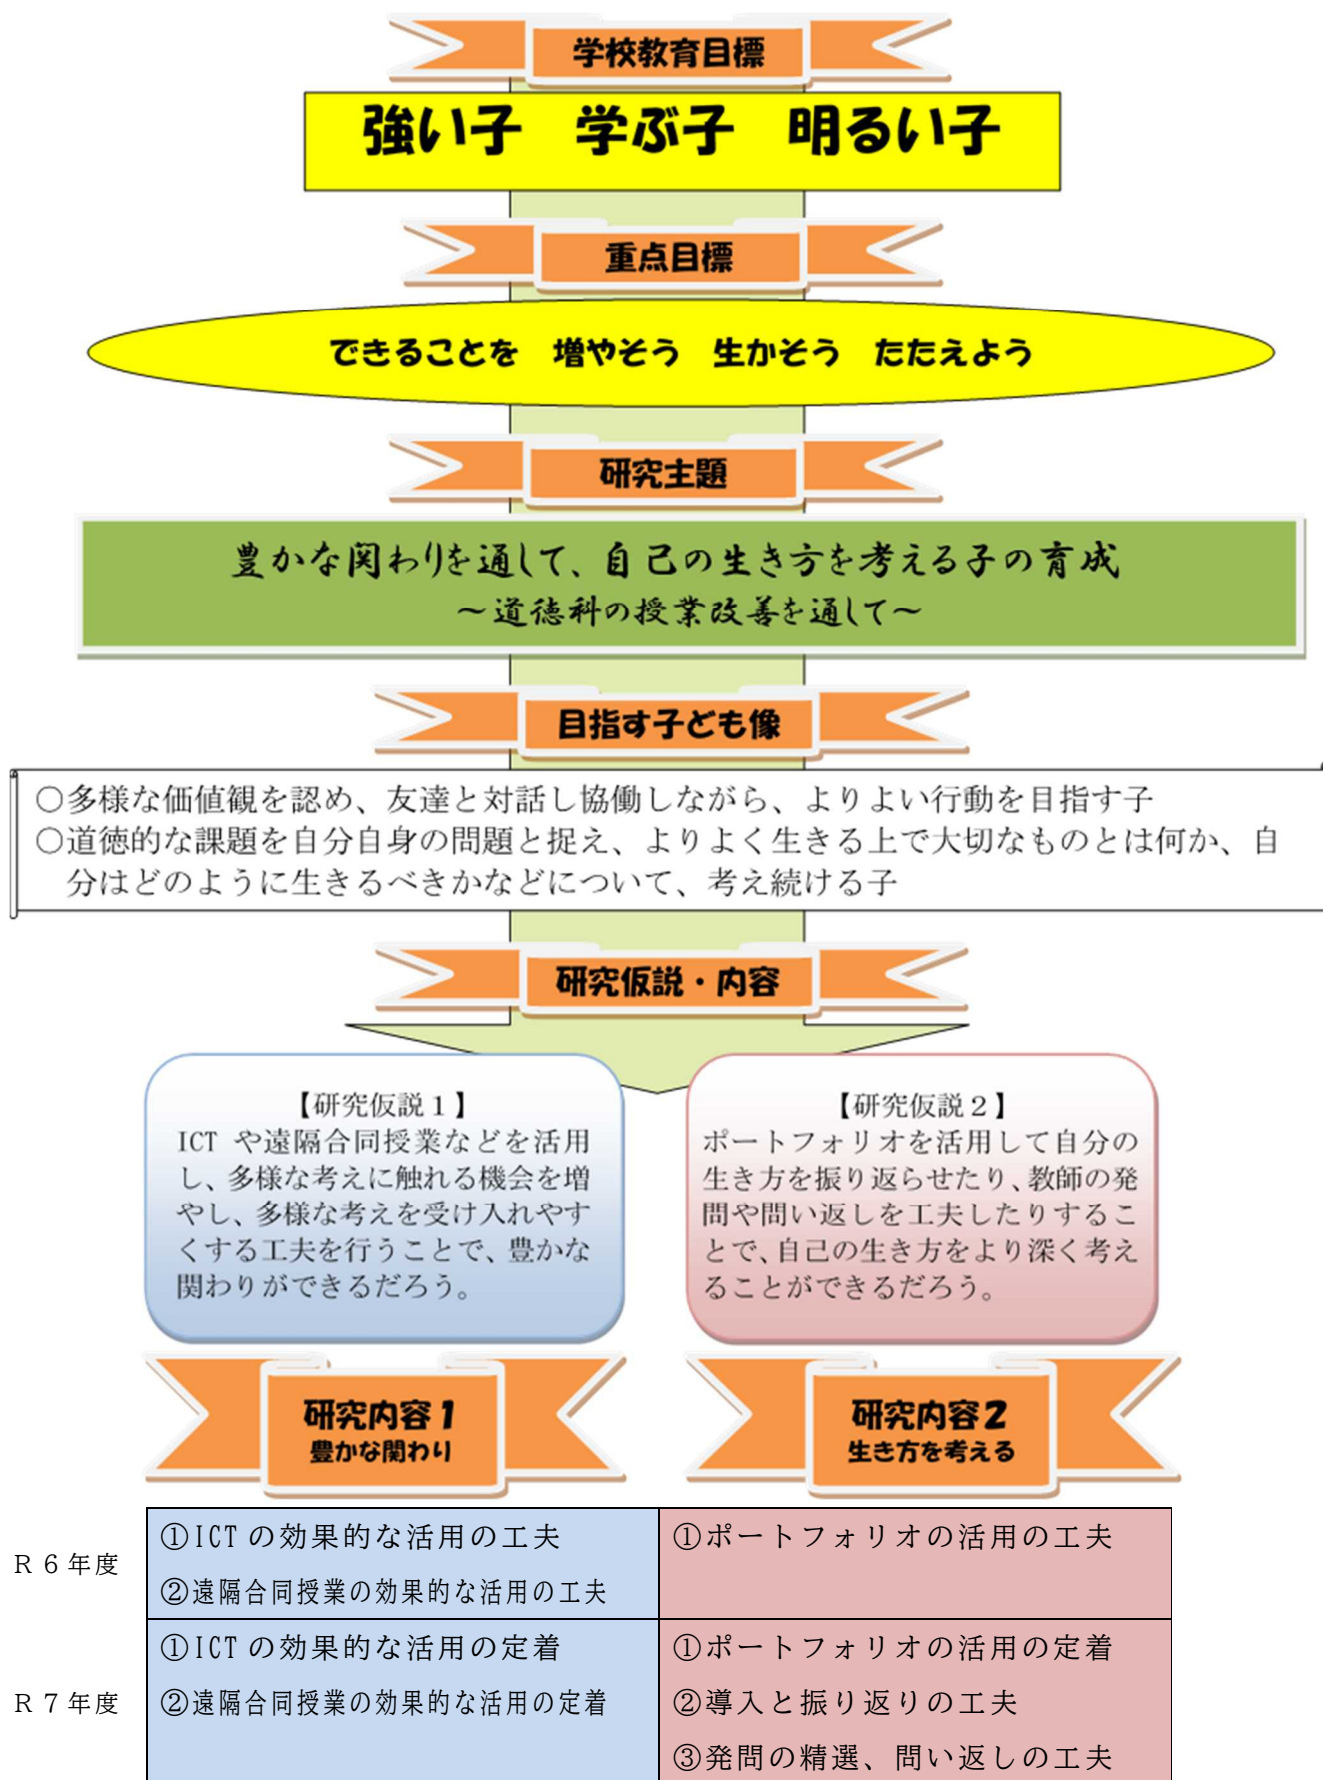 学校教育目標
強い子　学ぶ子　明るい子
重点目標
できることを　増やそう　生かそう　たたえよう
研究主題
豊かな関わりを通して、自己の生き方を考える子の育成
～道徳科の授業改善を通して～
目指す子ども像
○多様な価値観を認め、友達と対話し協働しながら、よりよい行動を目指す子
○道徳的な課題を自分自身の問題と捉え、よりよく生きる上で大切なものとは何か、自
分はどのように生きるべきかなどについて、考え続ける子
研究仮説・内容
【研究仮説１】
ICT や遠隔合同授業などを活用
し、多様な考えに触れる機会を増
やし、多様な考えを受け入れやす
くする工夫を行うことで、豊かな
関わりができるだろう。
【研究仮説２】
ポートフォリオを活用して自分の
生き方を振り返らせたり、教師の発
問や問い返しを工夫したりするこ
とで、自己の生き方をより深く考え
ることができるだろう。
研究内容１
豊かな関わり
研究内容２
生き方を考える
Ｒ６年度
①ICT の効果的な活用の工夫
②遠隔合同授業の効果的な活用の工夫
①ポートフォリオの活用の工夫
Ｒ７年度
①ICT の効果的な活用の定着
②遠隔合同授業の効果的な活用の定着
①ポートフォリオの活用の定着
②導入と振り返りの工夫
③発問の精選、問い返しの工夫